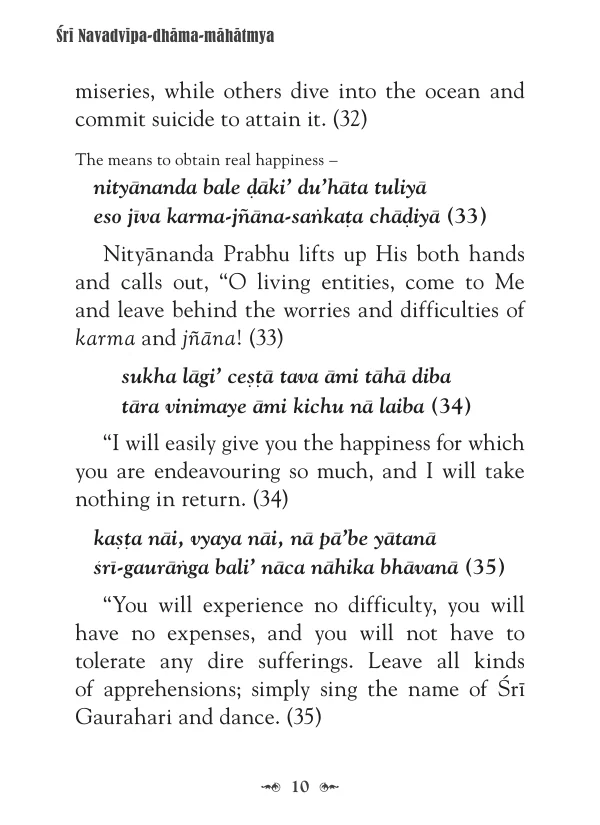 Śrī Navadvīpa-dhāma-māhātmya
miseries, while others dive into the ocean and
commit suicide to attain it. (32)
The means to obtain real happiness –
nityānanda bale ḍāki’ du’hāta tuliyā
eso jīva karma-jñāna-saṅkaṭa chāḍiyā (33)
Nityānanda Prabhu lifts up His both hands
and calls out, “O living entities, come to Me
and leave behind the worries and difficulties of
karma and jñāna! (33)
sukha lāgi’ ceṣṭā tava āmi tāhā diba
tāra vinimaye āmi kichu nā laiba (34)
“I will easily give you the happiness for which
you are endeavouring so much, and I will take
nothing in return. (34)
kaṣṭa nāi, vyaya nāi, nā pā’be yātanā
śrī-gaurāṅga bali’ nāca nāhika bhāvanā (35)
“You will experience no difficulty, you will
have no expenses, and you will not have to
tolerate any dire sufferings. Leave all kinds
of apprehensions; simply sing the name of Śrī
Gaurahari and dance. (35)
10